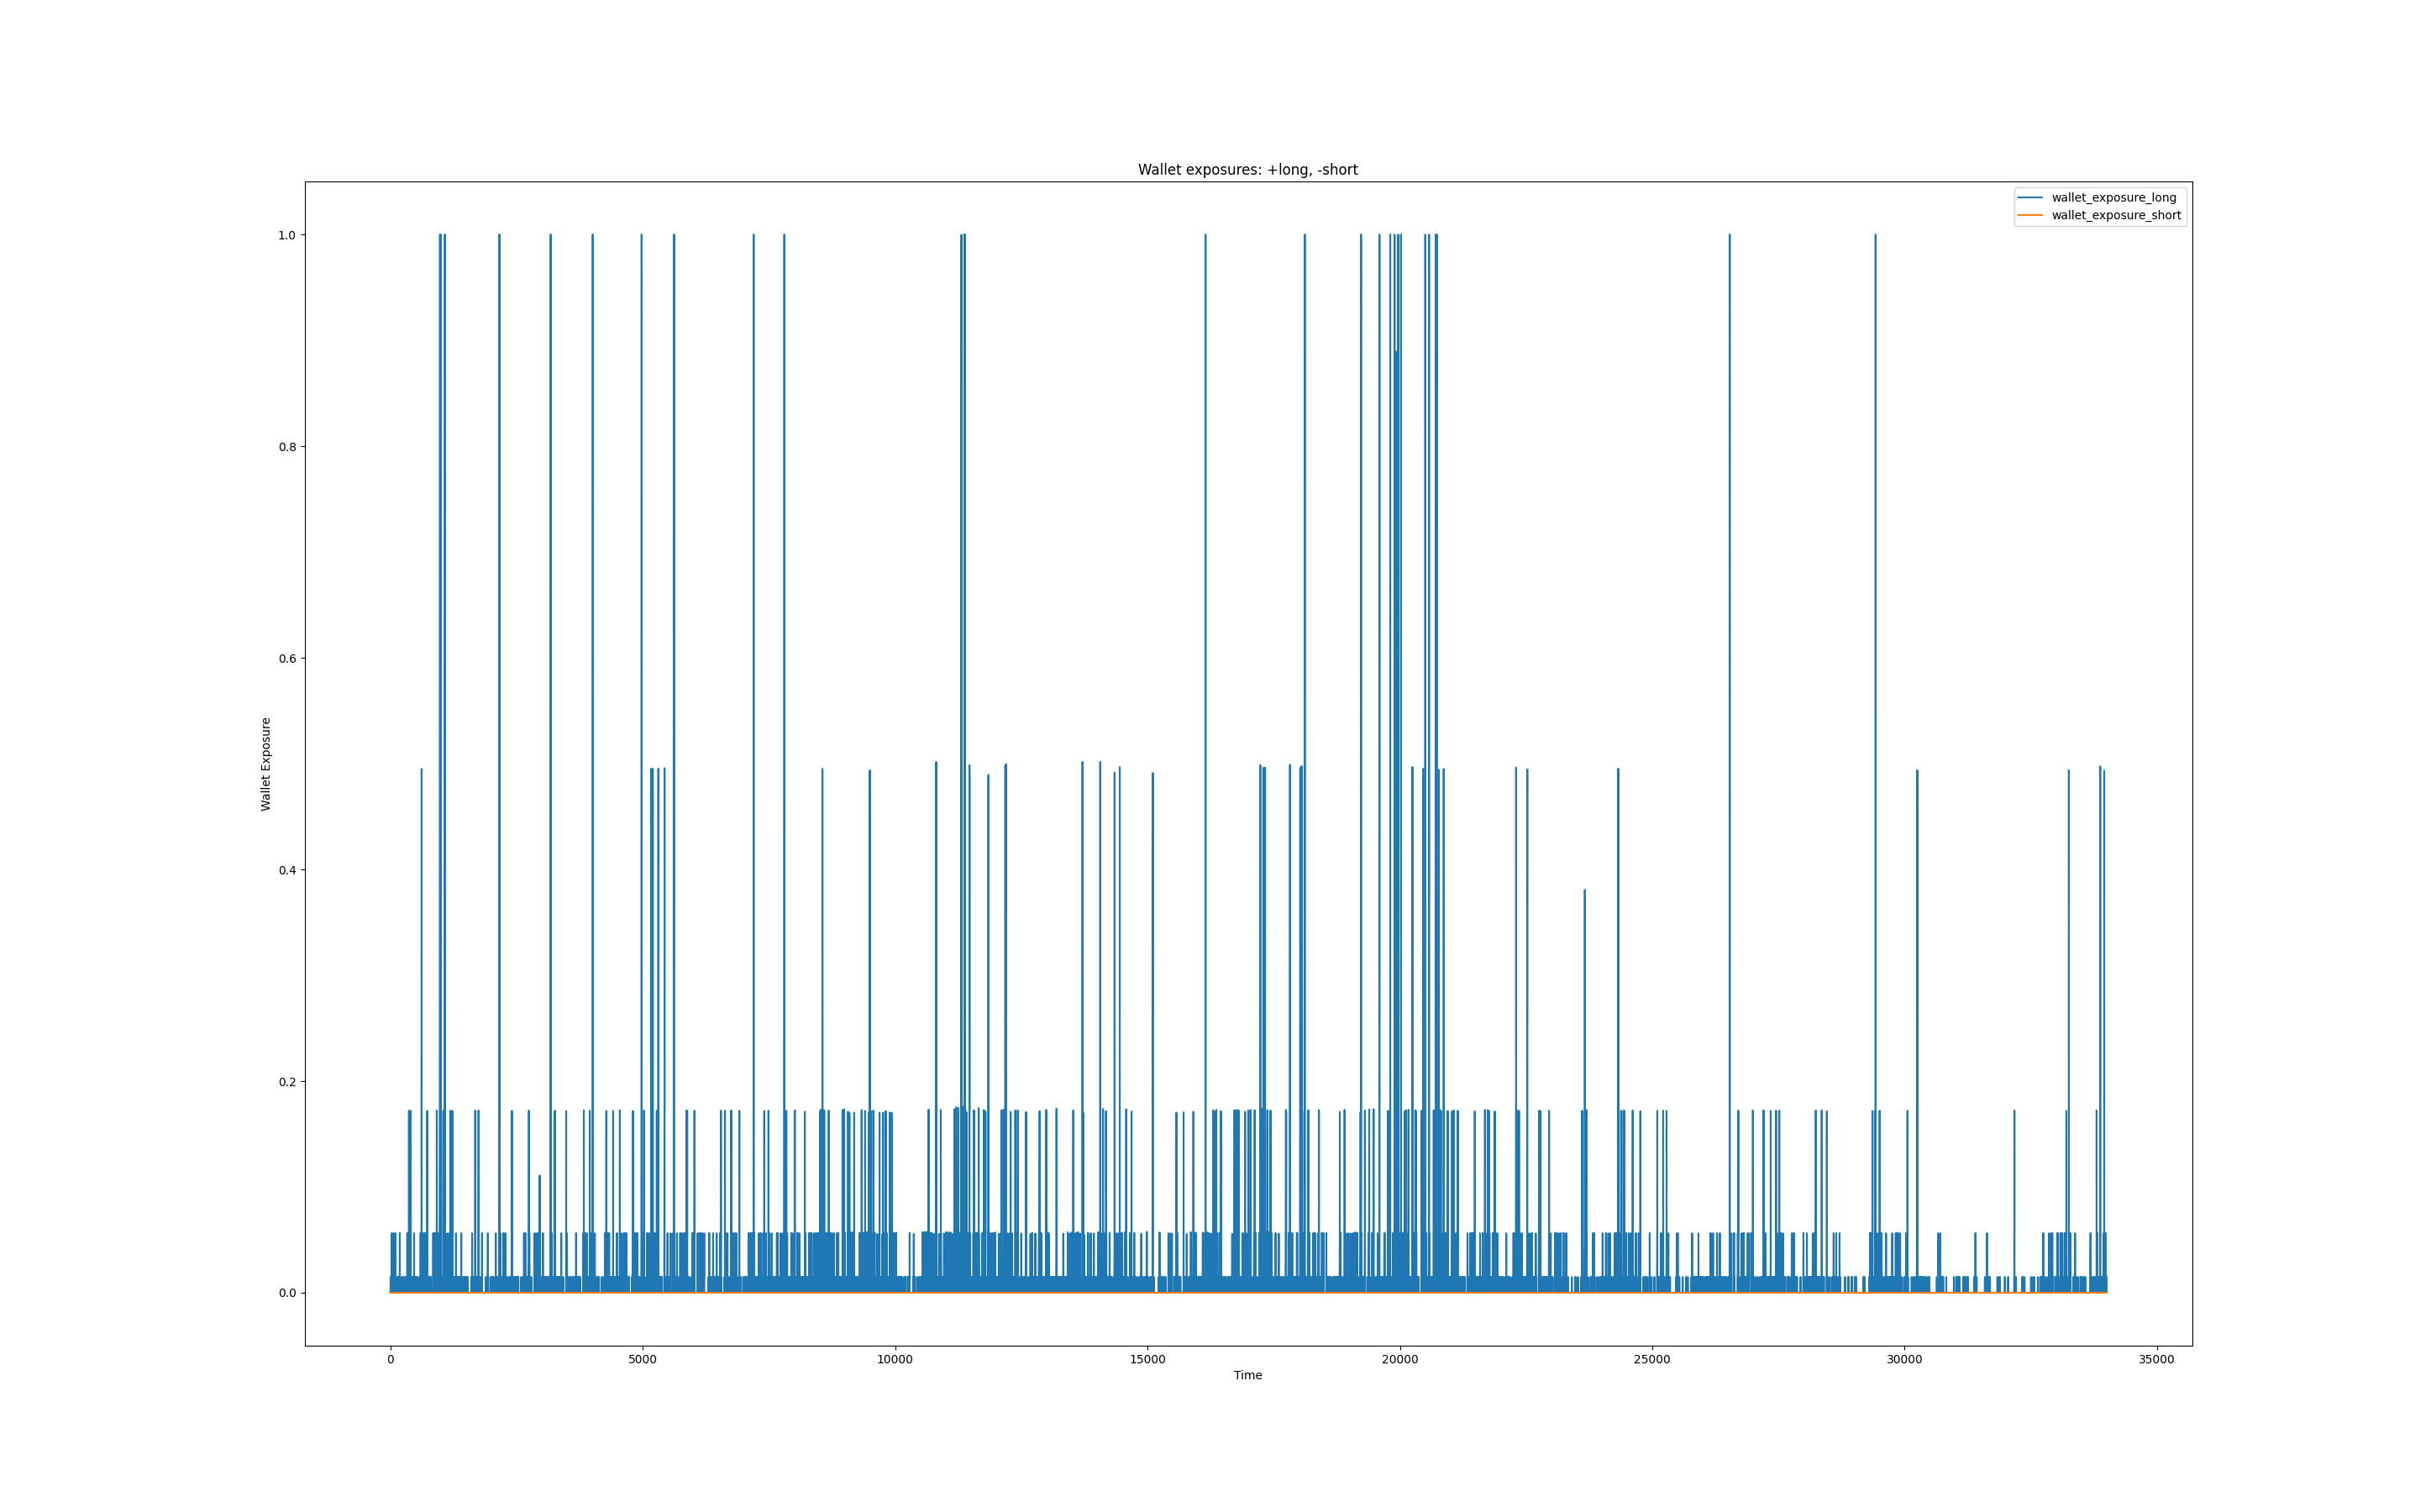 Wallet exposures: +long, -short
wallet_exposure_long
wallet_exposure_short
1.0
0.8
0.6
0.4
0.2
0.0
Wallet Exposure
0 5000 10000 15000 20000 25000 30000 35000
Time